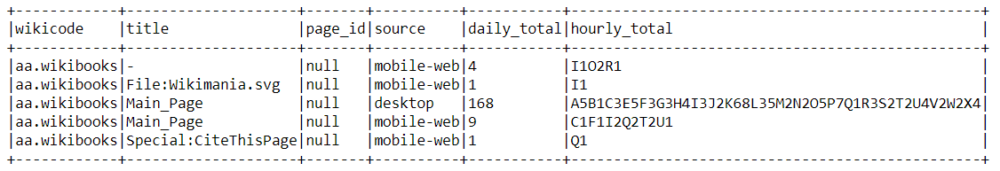 +------------+--------------------+-------+----------+-----------+-------------------------------------------------+
|wikicode    |title               |page_id|source    |daily_total|hourly_total                                     |
+------------+--------------------+-------+----------+-----------+-------------------------------------------------+
|aa.wikibooks|-                   |null   |mobile-web|4          |I1O2R1                                           |
|aa.wikibooks|File:Wikimania.svg  |null   |mobile-web|1          |I1                                               |
|aa.wikibooks|Main_Page           |null   |desktop   |168        |A5B1C3E5F3G3H4I3J2K68L35M2N2O5P7Q1R3S2T2U4V2W2X4|
|aa.wikibooks|Main_Page           |null   |mobile-web|9          |C1F1I2Q2T2U1                                     |
|aa.wikibooks|Special:CiteThisPage|null   |mobile-web|1          |Q1                                               |
+------------+--------------------+-------+----------+-----------+-------------------------------------------------+